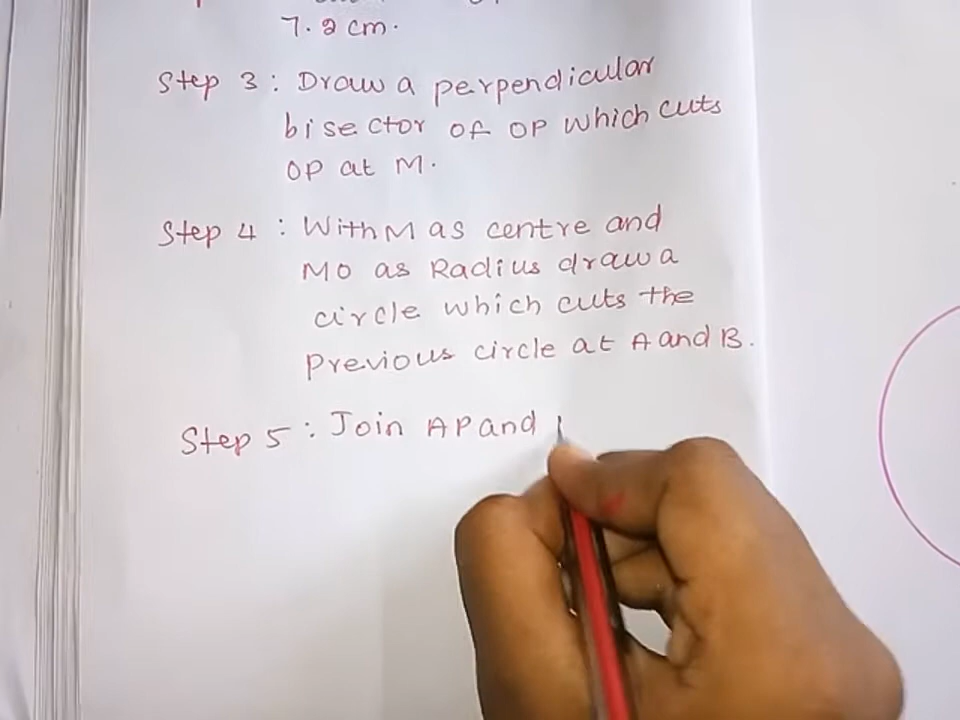 7.2 cm.
Step 3 : Draw a perpendicular
bisector of OP which cuts
OP at M.
Step 4 : With M as centre and
MO as Radius draw a
circle which cuts the
previous circle at A and B.
Step 5 : Join AP and